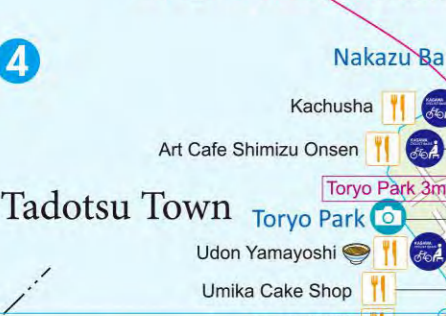 4
Nakazu Ba
Kachusha
Art Cafe Shimizu Onsen
Toryo Park 3m
Tadotsu Town
Toryo Park
Udon Yamayoshi
Umika Cake Shop